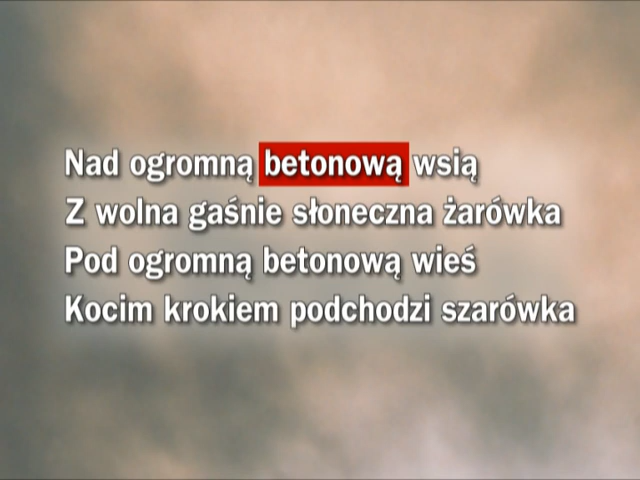 Nad ogromną betonową wsią
Z wolna gaśnie słoneczna żarówka
Pod ogromną betonową wieś
Kocim krokiem podchodzi szarówka